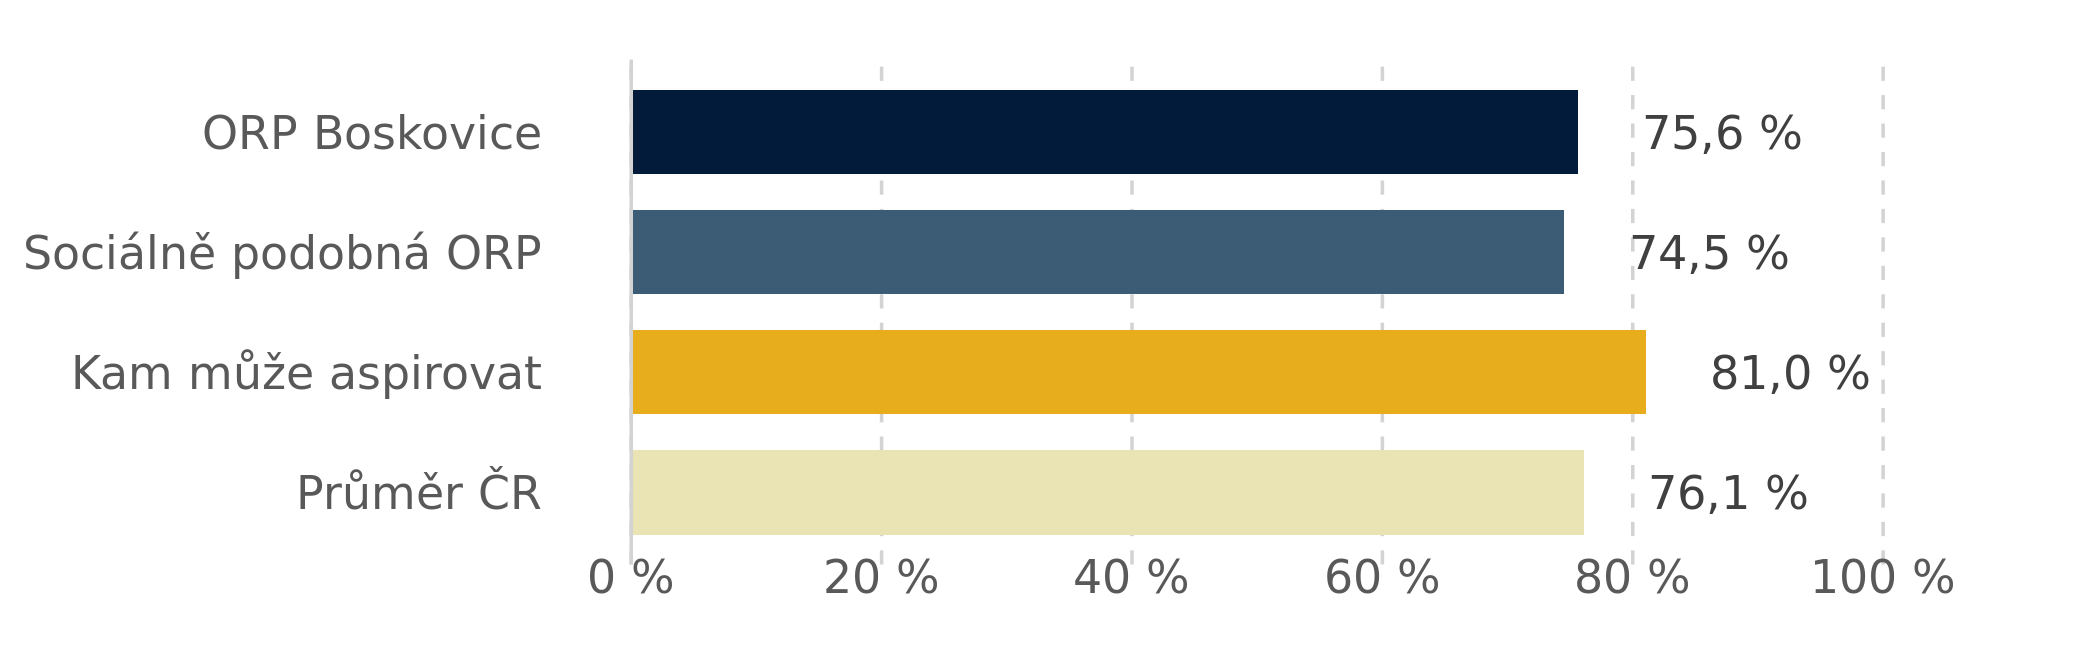 ORP Boskovice 75,6 %
Sociálně podobná ORP 74,5 %
Kam může aspirovat 81,0 %
Průměr ČR 76,1 %
0 % 20 % 40 % 60 % 80 % 100 %